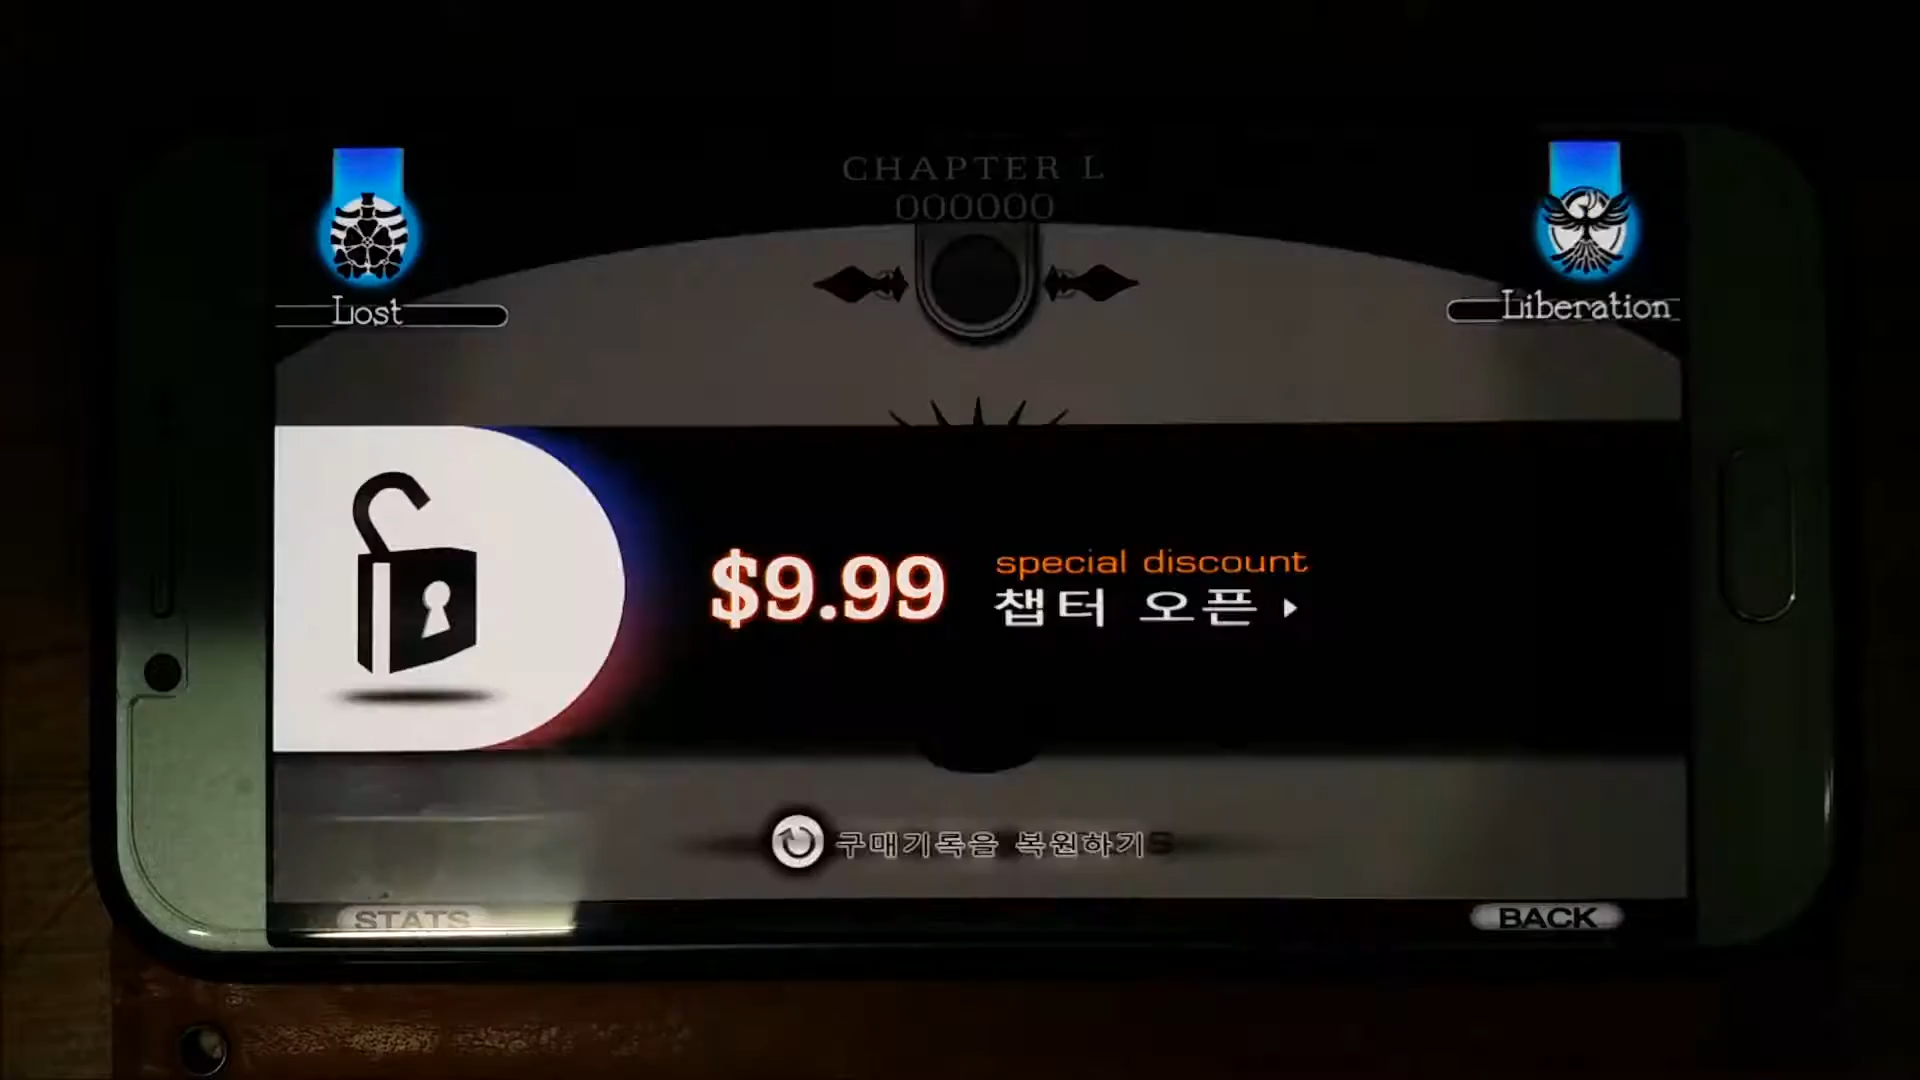 CHAPTER L
000000
Lost
Liberation
$9.99
special discount
챕터 오픈
구매기록을 복원하기
STATS
BACK